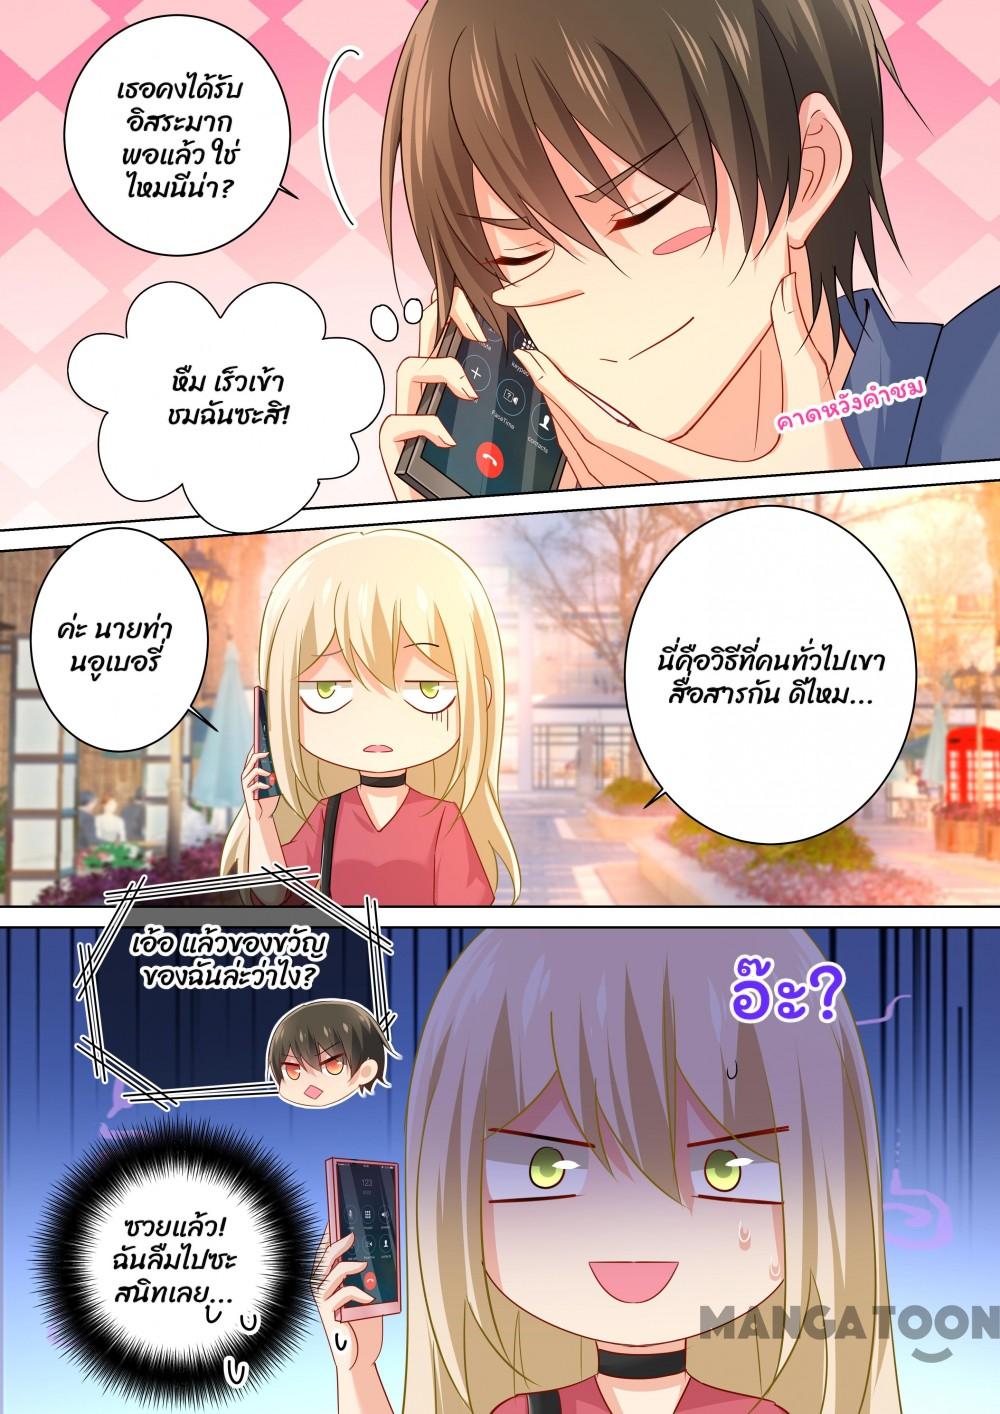 เธอคงได้รับ
อิสระมาก
พอแล้ว ใช่
ไหมนีน่า?
หึม เร็วเข้า
ชมฉันซะสิ!
คาดหวังคำชม
keypad
FaceTime
contacts
ค่ะ นายท่า
นอูเบอรี่
นี่คือวิธีที่คนทั่วไปเขา
สื่อสารกัน ดีไหม...
เอ้อ แล้วของขวัญ
ของฉันล่ะว่าไง?
อ๊ะ?
123
ซวยแล้ว!
ฉันลืมไปซะ
สนิทเลย...
MANGATOON